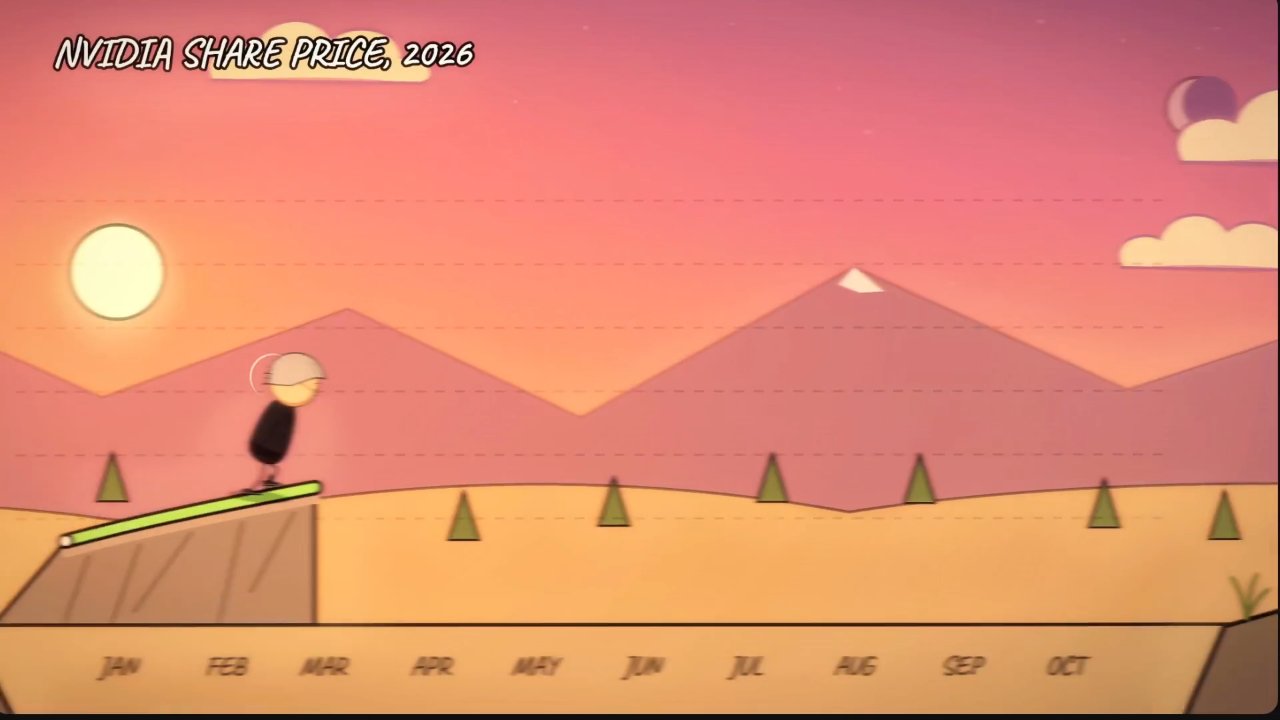 NVIDIA SHARE PRICE, 2026
JAN FEB MAR APR MAY JUN JUL AUG SEP OCT